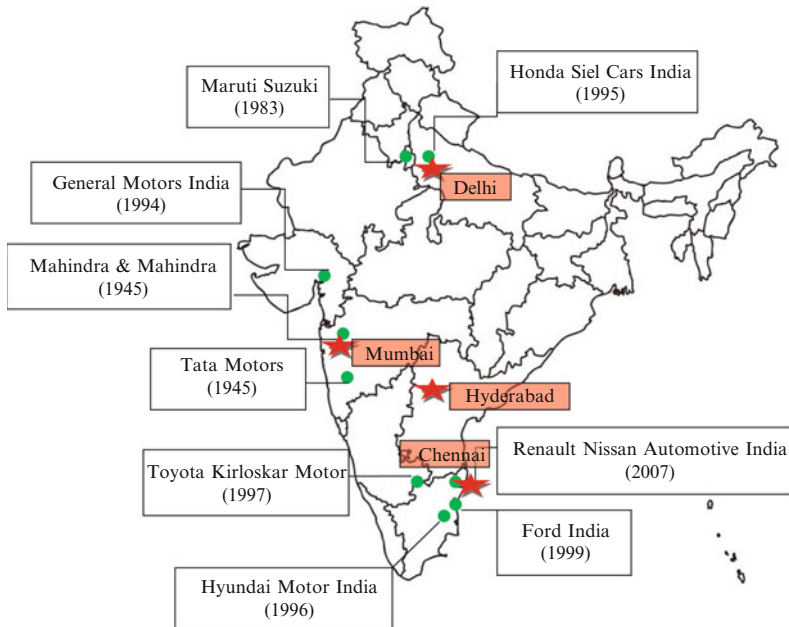 Maruti Suzuki
(1983)
Honda Siel Cars India
(1995)
General Motors India
(1994)
Delhi
Mahindra & Mahindra
(1945)
Tata Motors
(1945)
Mumbai
Hyderabad
Chennai
Renault Nissan Automotive India
(2007)
Toyota Kirloskar Motor
(1997)
Ford India
(1999)
Hyundai Motor India
(1996)